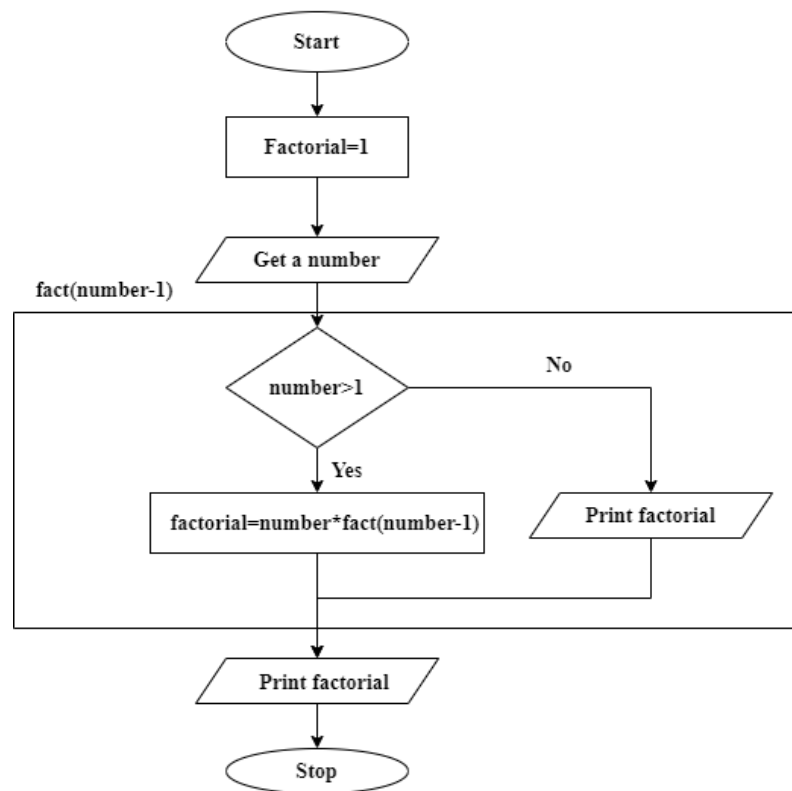 Start
Factorial=1
Get a number
fact(number-1)
number>1
No
Yes
factorial=number*fact(number-1)
Print factorial
Print factorial
Stop